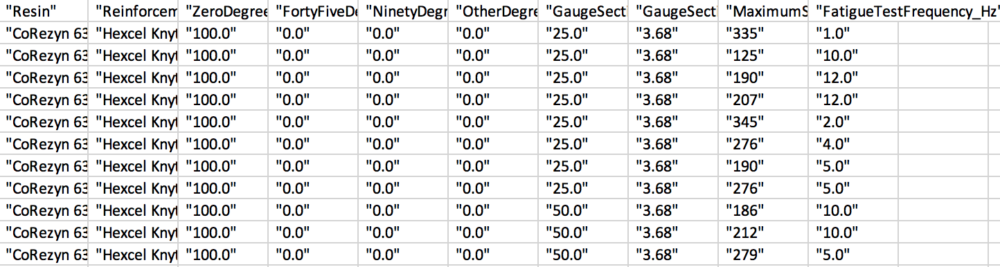 "Resin" "Reinforcem "ZeroDegree "FortyFiveDe "NinetyDegr "OtherDegre "GaugeSecti "GaugeSecti "MaximumS "FatigueTestFrequency_Hz"
"CoRezyn 63 "Hexcel Knyt "100.0" "0.0" "0.0" "0.0" "25.0" "3.68" "335" "1.0"
"CoRezyn 63 "Hexcel Knyt "100.0" "0.0" "0.0" "0.0" "25.0" "3.68" "125" "10.0"
"CoRezyn 63 "Hexcel Knyt "100.0" "0.0" "0.0" "0.0" "25.0" "3.68" "190" "12.0"
"CoRezyn 63 "Hexcel Knyt "100.0" "0.0" "0.0" "0.0" "25.0" "3.68" "207" "12.0"
"CoRezyn 63 "Hexcel Knyt "100.0" "0.0" "0.0" "0.0" "25.0" "3.68" "345" "2.0"
"CoRezyn 63 "Hexcel Knyt "100.0" "0.0" "0.0" "0.0" "25.0" "3.68" "276" "4.0"
"CoRezyn 63 "Hexcel Knyt "100.0" "0.0" "0.0" "0.0" "25.0" "3.68" "190" "5.0"
"CoRezyn 63 "Hexcel Knyt "100.0" "0.0" "0.0" "0.0" "25.0" "3.68" "276" "5.0"
"CoRezyn 63 "Hexcel Knyt "100.0" "0.0" "0.0" "0.0" "50.0" "3.68" "186" "10.0"
"CoRezyn 63 "Hexcel Knyt "100.0" "0.0" "0.0" "0.0" "50.0" "3.68" "212" "10.0"
"CoRezyn 63 "Hexcel Knyt "100.0" "0.0" "0.0" "0.0" "50.0" "3.68" "279" "5.0"